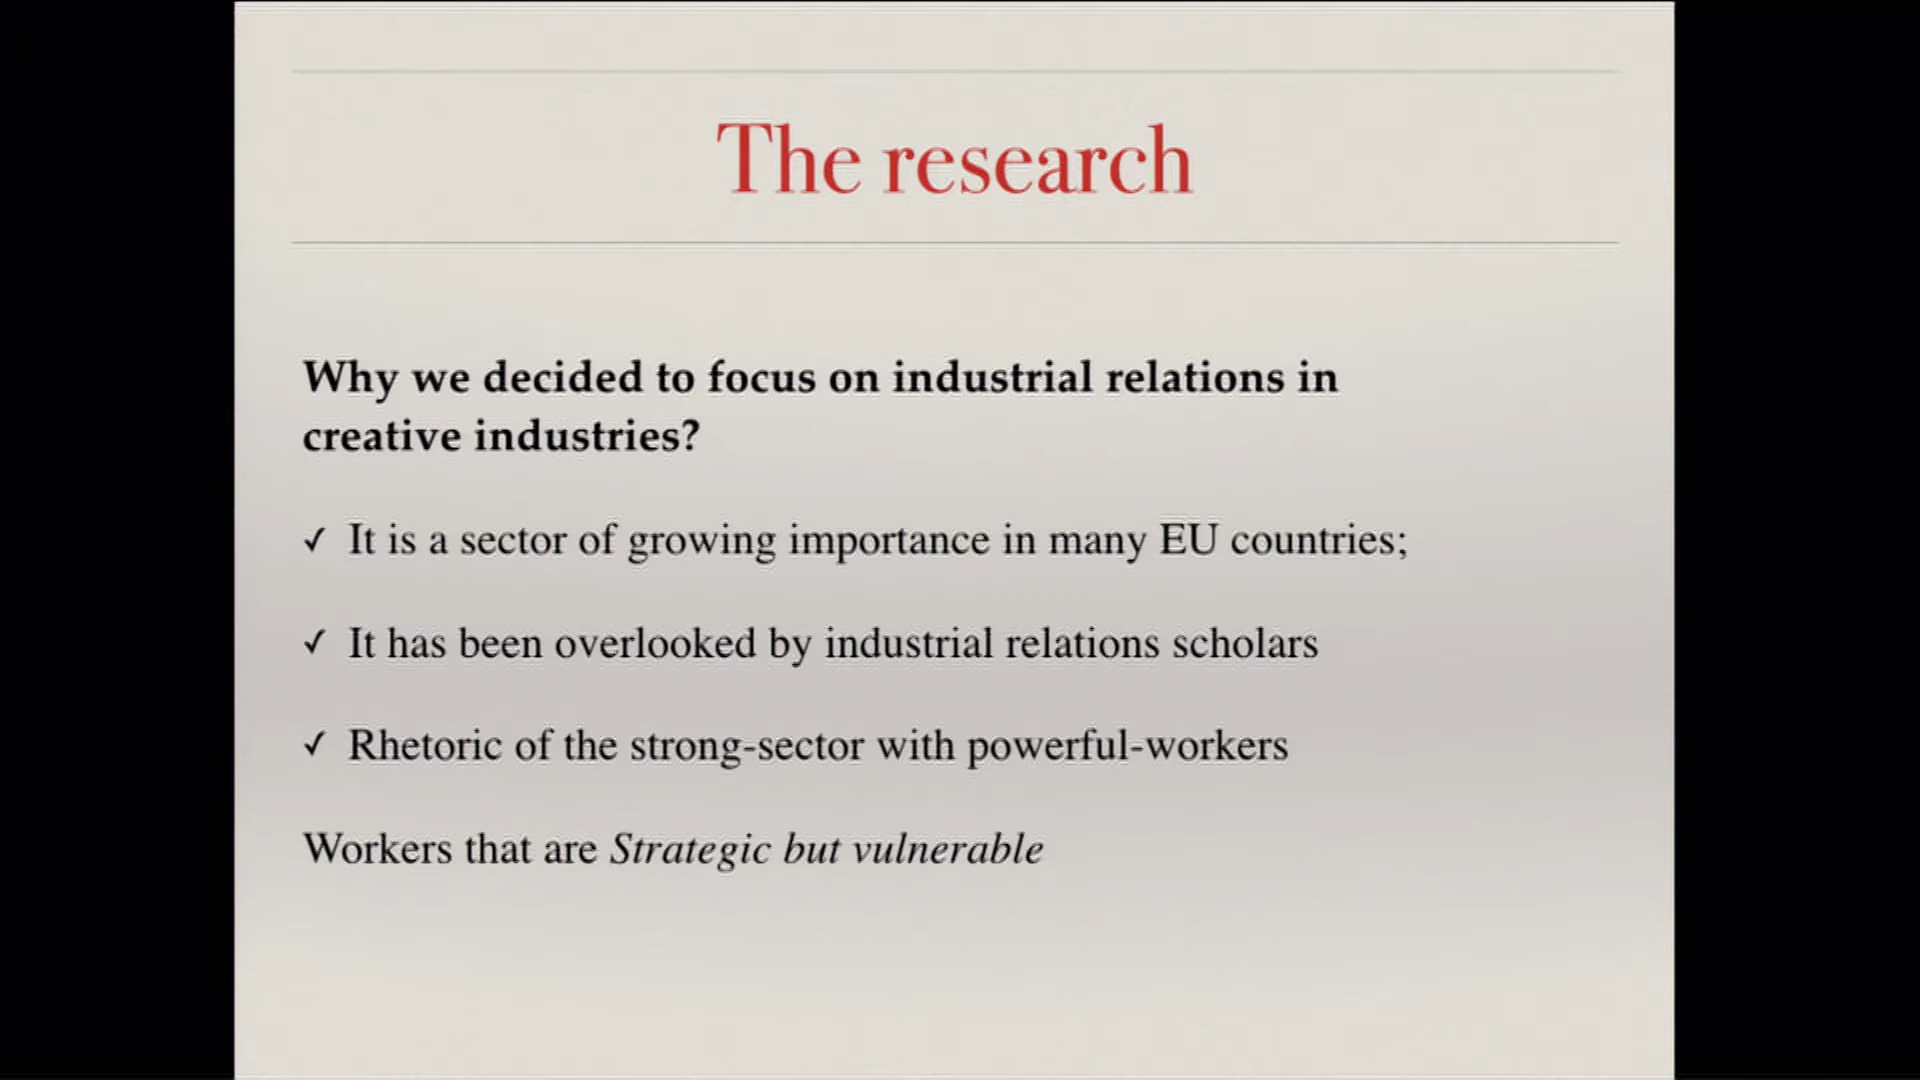 The research
Why we decided to focus on industrial relations in
creative industries?
✓ It is a sector of growing importance in many EU countries;
✓ It has been overlooked by industrial relations scholars
✓ Rhetoric of the strong-sector with powerful-workers
Workers that are Strategic but vulnerable